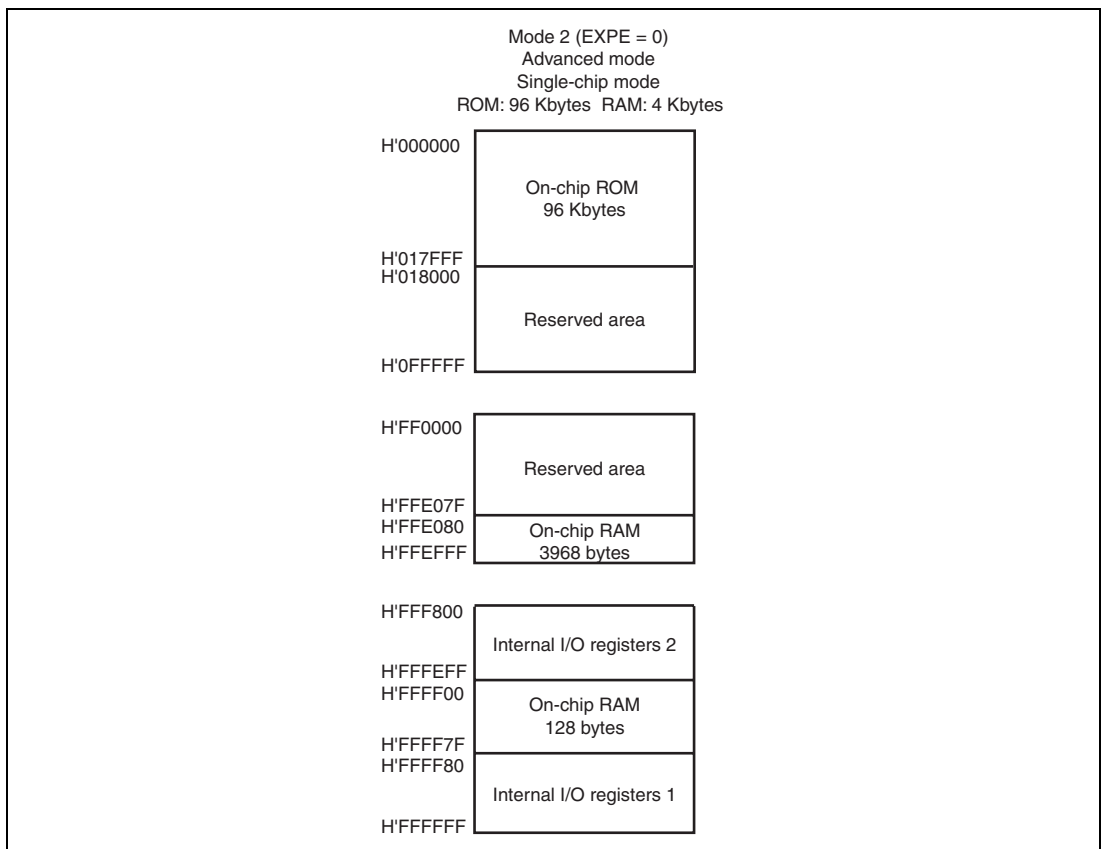 Mode 2 (EXPE = 0)
Advanced mode
Single-chip mode
ROM: 96 Kbytes  RAM: 4 Kbytes
H'000000
On-chip ROM
96 Kbytes
H'017FFF
H'018000
Reserved area
H'0FFFFF
H'FF0000
Reserved area
H'FFE07F
H'FFE080
On-chip RAM
H'FFEFFF
3968 bytes
H'FFF800
Internal I/O registers 2
H'FFFEFF
H'FFFF00
On-chip RAM
128 bytes
H'FFFF7F
H'FFFF80
Internal I/O registers 1
H'FFFFFF